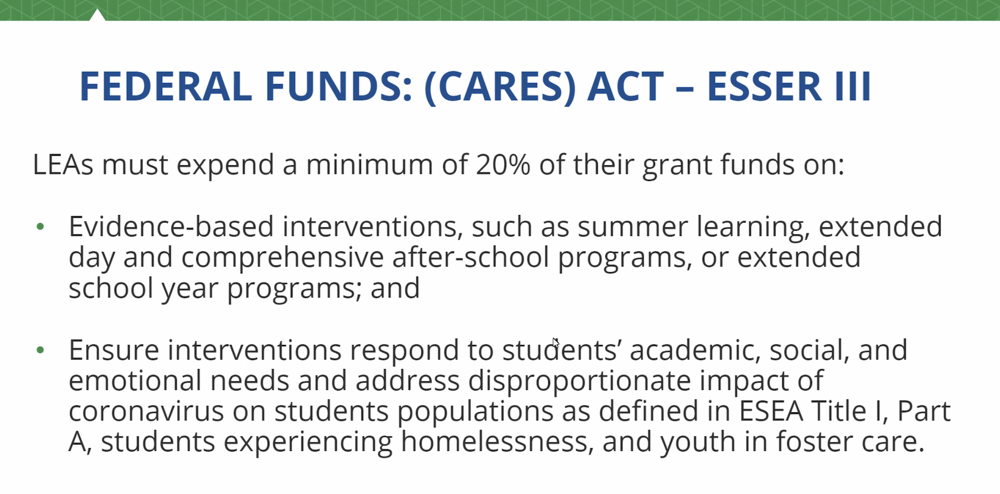 FEDERAL FUNDS: (CARES) ACT – ESSER III
LEAs must expend a minimum of 20% of their grant funds on:
• Evidence-based interventions, such as summer learning, extended
day and comprehensive after-school programs, or extended
school year programs; and
• Ensure interventions respond to students’ academic, social, and
emotional needs and address disproportionate impact of
coronavirus on students populations as defined in ESEA Title I, Part
A, students experiencing homelessness, and youth in foster care.